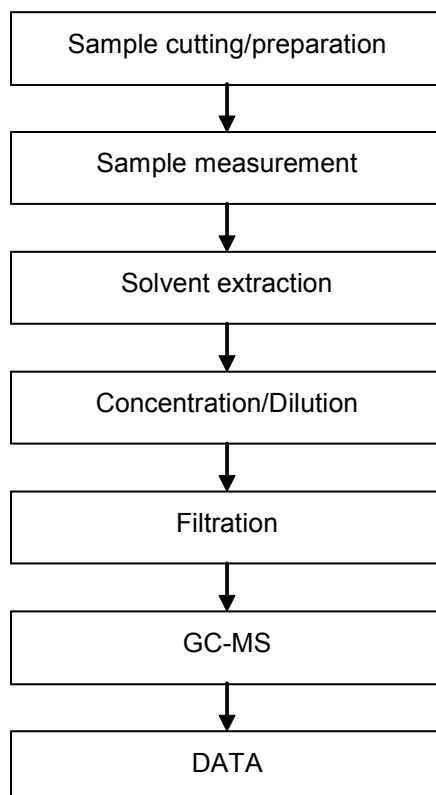 Sample cutting/preparation
Sample measurement
Solvent extraction
Concentration/Dilution
Filtration
GC-MS
DATA